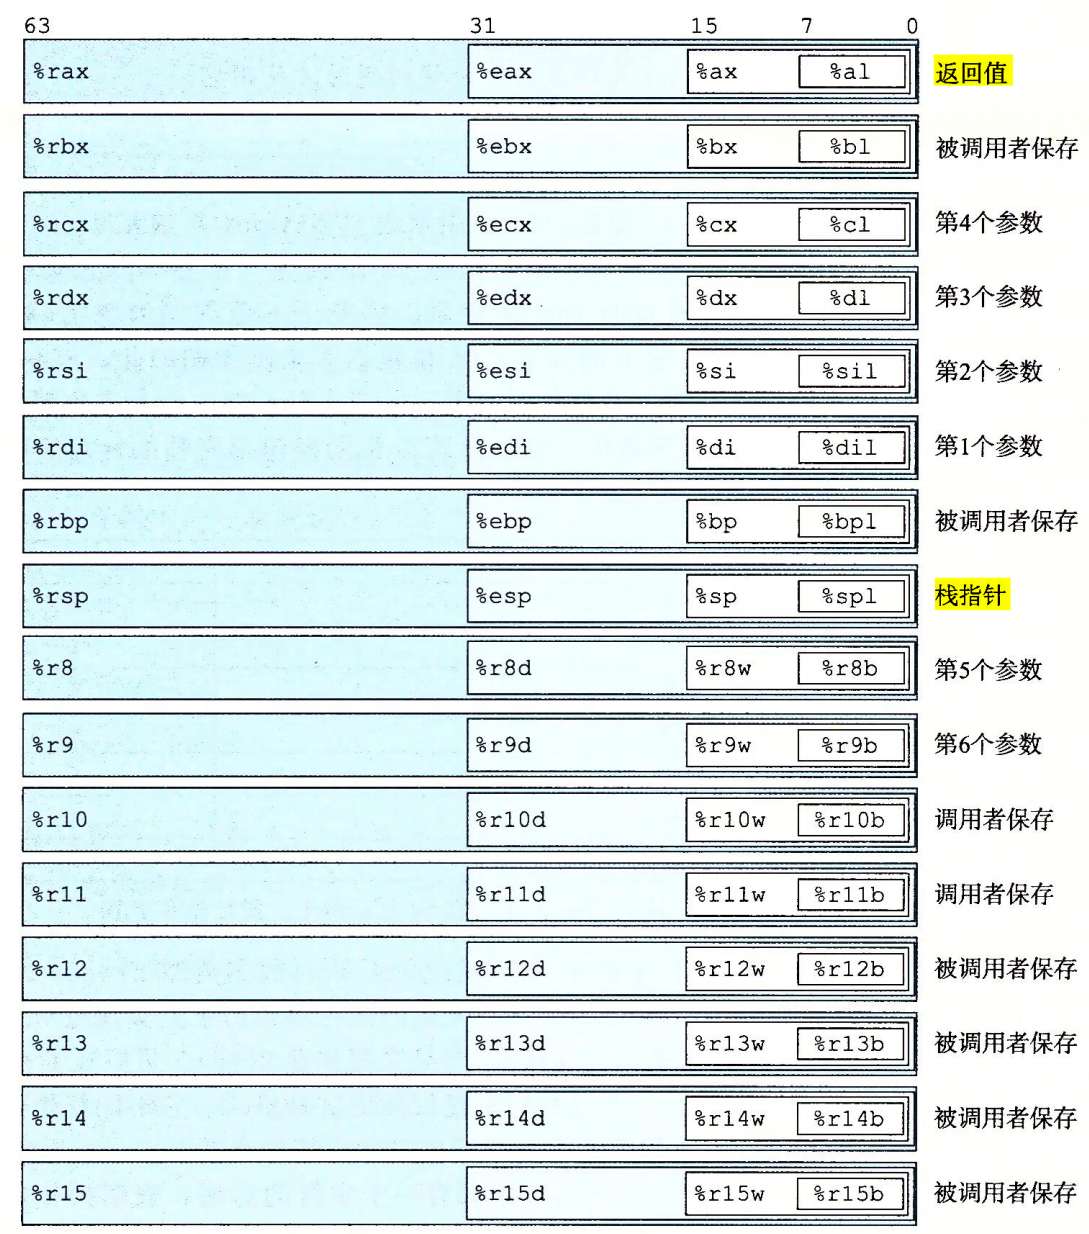 63 31 15 7 0
%rax %eax %ax %al 返回值
%rbx %ebx %bx %bl 被调用者保存
%rcx %ecx %cx %cl 第4个参数
%rdx %edx %dx %dl 第3个参数
%rsi %esi %si %sil 第2个参数
%rdi %edi %di %dil 第1个参数
%rbp %ebp %bp %bpl 被调用者保存
%rsp %esp %sp %spl 栈指针
%r8 %r8d %r8w %r8b 第5个参数
%r9 %r9d %r9w %r9b 第6个参数
%r10 %r10d %r10w %r10b 调用者保存
%r11 %r11d %r11w %r11b 调用者保存
%r12 %r12d %r12w %r12b 被调用者保存
%r13 %r13d %r13w %r13b 被调用者保存
%r14 %r14d %r14w %r14b 被调用者保存
%r15 %r15d %r15w %r15b 被调用者保存